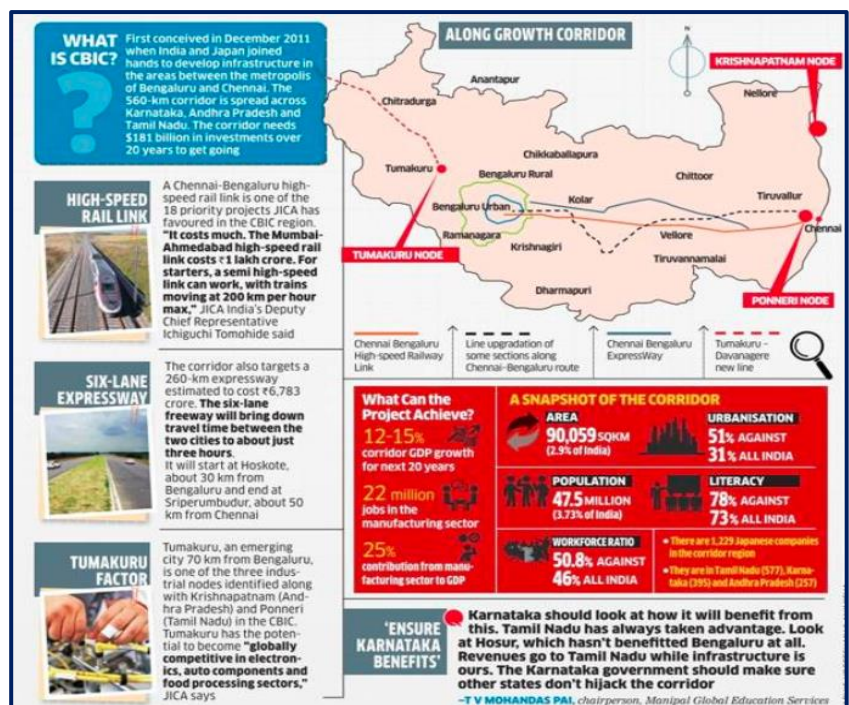 WHAT
IS CBIC?
?
First conceived in December 2011
when India and Japan joined
hands to develop infrastructure in
the areas between the metropolis
of Bengaluru and Chennai. The
560-km corridor is spread across
Karnataka, Andhra Pradesh and
Tamil Nadu. The corridor needs
$181 billion in investments over
20 years to get going
HIGH-SPEED
RAIL LINK
A Chennai-Bengaluru high-
speed rail link is one of the
18 priority projects JICA has
favoured in the CBIC region.
"It costs much. The Mumbai-
Ahmedabad high-speed rail
link costs ₹1 lakh crore. For
starters, a semi high-speed
link can work, with trains
moving at 200 km per hour
max," JICA India's Deputy
Chief Representative
Ichiguchi Tomohide said
SIX-LANE
EXPRESSWAY
The corridor also targets a
260-km expressway
estimated to cost ₹6,783
crore. The six-lane
freeway will bring down
travel time between the
two cities to about just
three hours.
It will start at Hoskote,
about 30 km from
Bengaluru and end at
Sriperumbudur, about 50
km from Chennai
TUMAKURU
FACTOR
Tumakuru, an emerging
city 70 km from Bengaluru,
is one of the three indus-
trial nodes identified along
with Krishnapatnam (And-
hra Pradesh) and Ponneri
(Tamil Nadu) in the CBIC.
Tumakuru has the poten-
tial to become "globally
competitive in electron-
ics, auto components and
food processing sectors,"
JICA says
ALONG GROWTH CORRIDOR
N
KRISHNAPATNAM NODE
Anantapur
Nellore
Chitradurga
Chikkaballapura
Tumakuru
Bengaluru Rural
Chittoor
Kolar
Tiruvallur
Bengaluru Urban
Chennai
Ramanagara
Vellore
Krishnagiri
TUMAKURU NODE
Tiruvannamalai
Dharmapuri
PONNERI NODE
Chennai Bengaluru
High-speed Railway
Link
Line upgradation of
some sections along
Chennai-Bengaluru route
Chennai Bengaluru
ExpressWay
Tumakuru -
Davanagere
new line
What Can the
Project Achieve?
12-15%
corridor GDP growth
for next 20 years
22 million
jobs in the
manufacturing sector
25%
contribution from manu-
facturing sector to GDP
A SNAPSHOT OF THE CORRIDOR
AREA
90,059 SQKM
(2.9% of India)
URBANISATION
51% AGAINST
31% ALL INDIA
POPULATION
47.5 MILLION
(3.73% of India)
LITERACY
78% AGAINST
73% ALL INDIA
WORKFORCE RATIO
50.8% AGAINST
46% ALL INDIA
• There are 1,229 Japanese companies
in the corridor region
• They are in Tamil Nadu (577), Karna-
taka (395) and Andhra Pradesh (257)
'ENSURE
KARNATAKA
BENEFITS'
Karnataka should look at how it will benefit from
this. Tamil Nadu has always taken advantage. Look
at Hosur, which hasn't benefitted Bengaluru at all.
Revenues go to Tamil Nadu while infrastructure is
ours. The Karnataka government should make sure
other states don't hijack the corridor
–T V MOHANDAS PAI, chairperson, Manipal Global Education Services